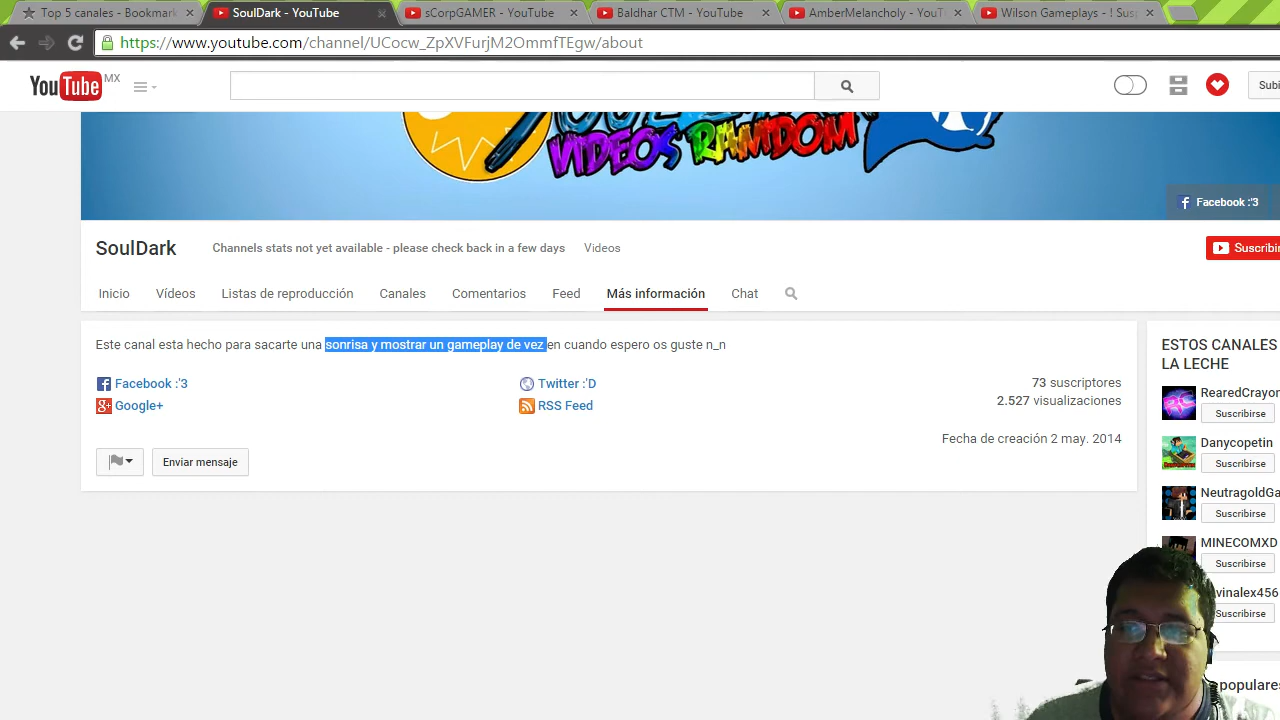 Top 5 canales - Bookmark
SoulDark - YouTube
sCorpGAMER - YouTube
Baldhar CTM - YouTube
AmberMelancholy - YouT
Wilson Gameplays - ! Sus
https://www.youtube.com/channel/UCocw_ZpXVFurjM2OmmfTEgw/about
YouTube MX
Subi
VIDEOS RAMDOM
Facebook :'3
SoulDark
Channels stats not yet available - please check back in a few days
Videos
Suscribir
Inicio
Vídeos
Listas de reproducción
Canales
Comentarios
Feed
Más información
Chat
Este canal esta hecho para sacarte una sonrisa y mostrar un gameplay de vez en cuando espero os guste n_n
Facebook :'3
Twitter :'D
Google+
RSS Feed
73 suscriptores
2.527 visualizaciones
Fecha de creación 2 may. 2014
Enviar mensaje
ESTOS CANALES
LA LECHE
RearedCrayon
Suscribirse
Danycopetin
Suscribirse
NeutragoldGa
Suscribirse
MINECOMXD
Suscribirse
vinalex456
Suscribirse
populares